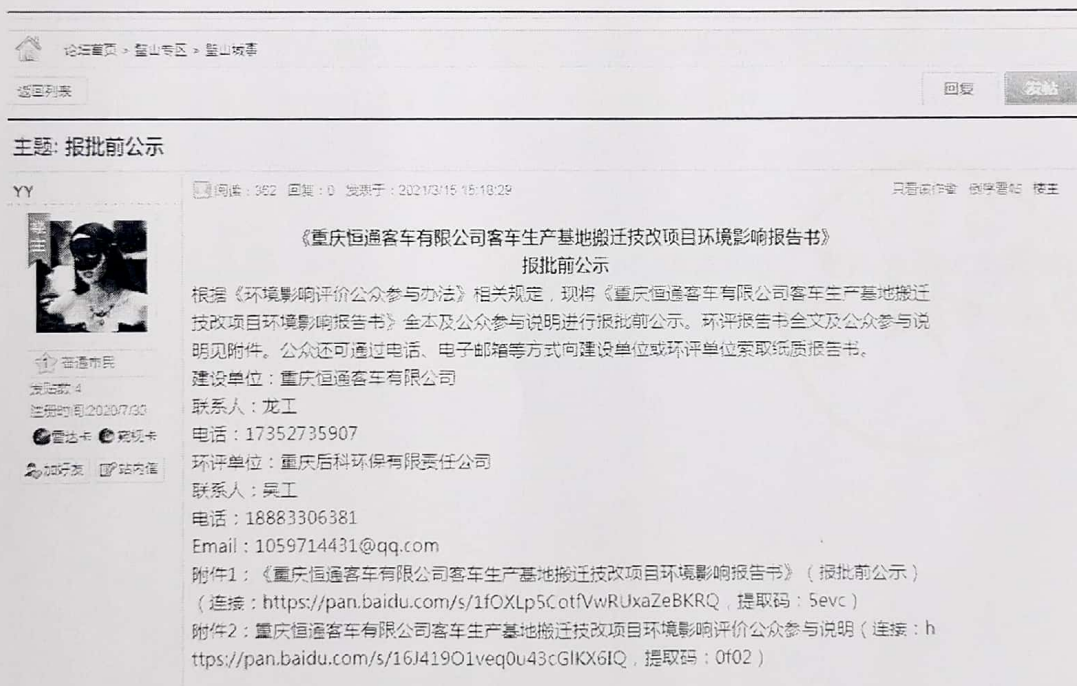 论坛首页 » 璧山专区 » 璧山城事
返回列表
回复
发帖
主题: 报批前公示
YY
阅读：362 回复：0 发表于：2021/3/15 15:18:29
只看该作者 倒序看帖 楼主
楼主
《重庆恒通客车有限公司客车生产基地搬迁技改项目环境影响报告书》
报批前公示
根据《环境影响评价公众参与办法》相关规定，现将《重庆恒通客车有限公司客车生产基地搬迁
技改项目环境影响报告书》全本及公众参与说明进行报批前公示。环评报告书全文及公众参与说
明见附件。公众还可通过电话、电子邮箱等方式向建设单位或环评单位索取纸质报告书。
普通市民
发贴数:4
注册时间:2020/7/30
雷达卡 窥视卡
加好友 站内信
建设单位：重庆恒通客车有限公司
联系人：龙工
电话：17352735907
环评单位：重庆后科环保有限责任公司
联系人：吴工
电话：18883306381
Email：1059714431@qq.com
附件1：《重庆恒通客车有限公司客车生产基地搬迁技改项目环境影响报告书》（报批前公示）
（连接：https://pan.baidu.com/s/1fOXLp5CotfVwRUxaZeBKRQ，提取码：5evc）
附件2：重庆恒通客车有限公司客车生产基地搬迁技改项目环境影响评价公众参与说明（连接：h
ttps://pan.baidu.com/s/16J419O1veq0u43cGlKX6IQ，提取码：0f02）